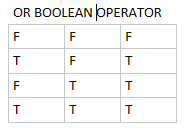 OR BOOLEAN OPERATOR
F F F
T F T
F T T
T T T